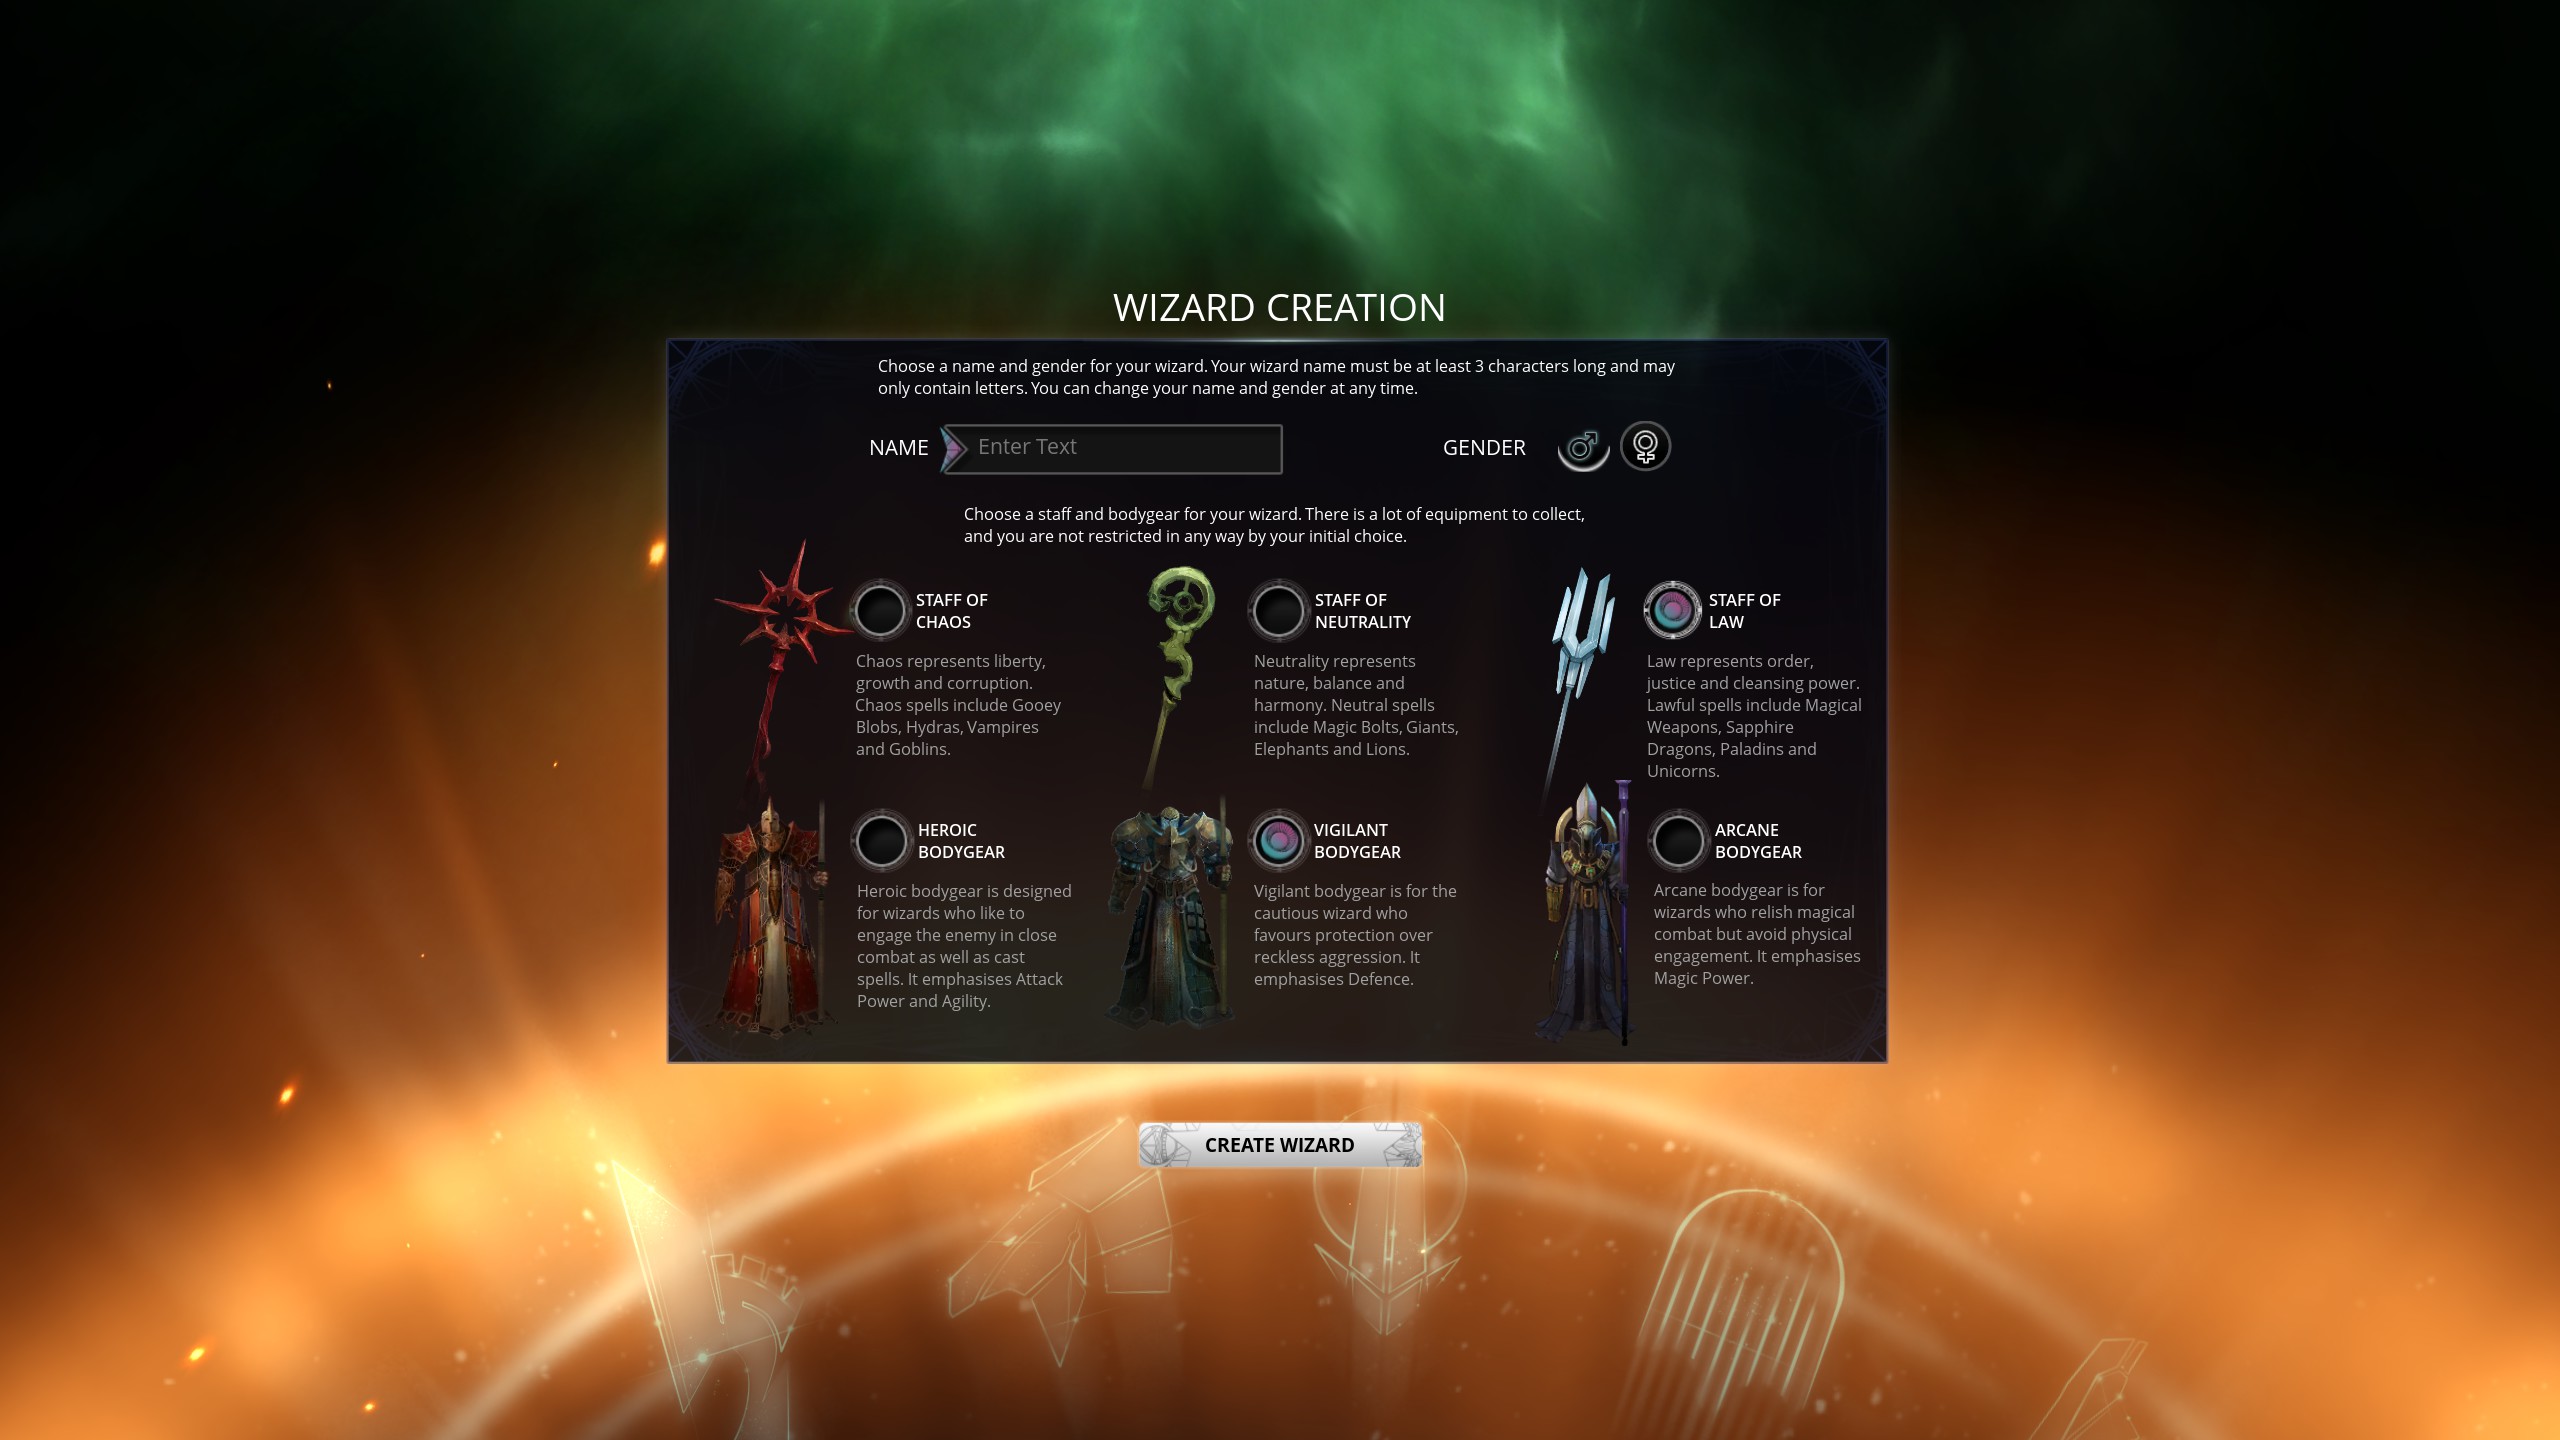 WIZARD CREATION
Choose a name and gender for your wizard. Your wizard name must be at least 3 characters long and may
only contain letters. You can change your name and gender at any time.
NAME
Enter Text
GENDER
Choose a staff and bodygear for your wizard. There is a lot of equipment to collect,
and you are not restricted in any way by your initial choice.
STAFF OF
CHAOS
Chaos represents liberty,
growth and corruption.
Chaos spells include Gooey
Blobs, Hydras, Vampires
and Goblins.
STAFF OF
NEUTRALITY
Neutrality represents
nature, balance and
harmony. Neutral spells
include Magic Bolts, Giants,
Elephants and Lions.
STAFF OF
LAW
Law represents order,
justice and cleansing power.
Lawful spells include Magical
Weapons, Sapphire
Dragons, Paladins and
Unicorns.
HEROIC
BODYGEAR
Heroic bodygear is designed
for wizards who like to
engage the enemy in close
combat as well as cast
spells. It emphasises Attack
Power and Agility.
VIGILANT
BODYGEAR
Vigilant bodygear is for the
cautious wizard who
favours protection over
reckless aggression. It
emphasises Defence.
ARCANE
BODYGEAR
Arcane bodygear is for
wizards who relish magical
combat but avoid physical
engagement. It emphasises
Magic Power.
CREATE WIZARD